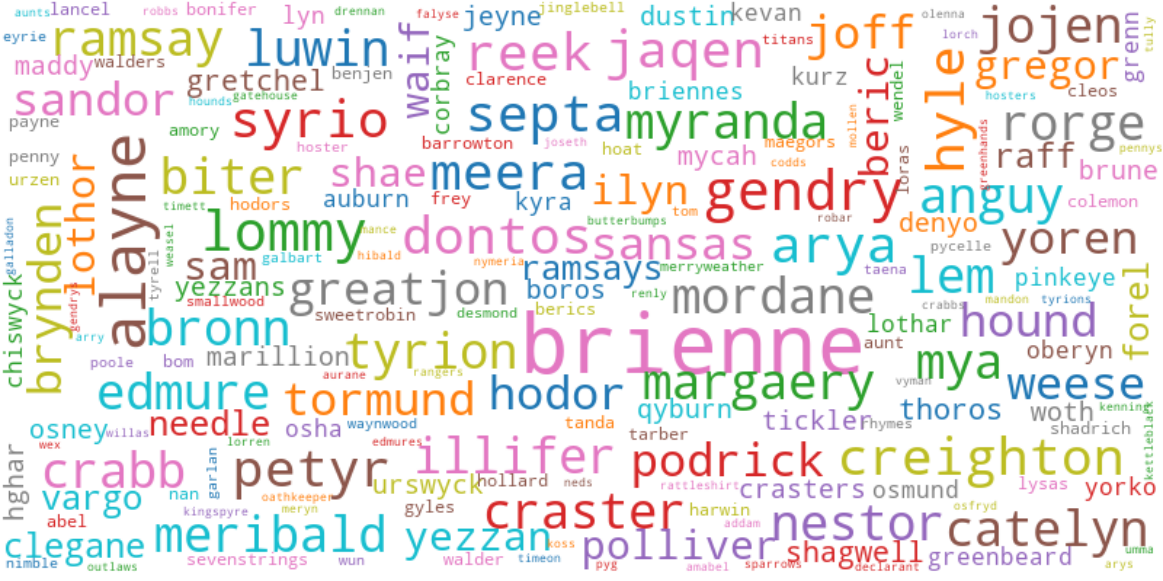 aunts
lancel
robbs
bonifer
lyn
drennan
falyse
jeyne
jinglebell
dustin
kevan
joff
olenna
lorch
jojen
grenn
tully
eyrie
ramsay
luwin
waif
corbray
reek
jaqen
titans
hyle
gregor
maddy
walders
gretchel
benjen
clarence
kurz
beric
wendel
cleos
sandor
hounds
gatehouse
briennes
hosters
payne
amory
syrio
hoster
barrowton
septa
joseth
myranda
mollen
maegors
greenhands
rorge
pennys
penny
urzen
lothor
alayne
biter
timett
hodors
shae
meera
hoat
mycah
codds
loras
raff
brune
auburn
frey
kyra
ilyn
tom
gendry
robar
anguy
colemon
galladon
brynden
weasel
lommy
mance
hibald
dontos
butterbumps
sansas
arya
denyo
pycelle
yoren
tyrell
sam
galbart
nymeria
ramsays
merryweather
taena
lem
pinkeye
forel
chiswyck
gendrys
yezzans
smallwood
sweetrobin
greatjon
desmond
boros
berics
renly
mordane
crabbs
mandon
tyrions
arry
bronn
brienne
lothar
hound
poole
bom
marillion
aurane
tyrion
rangers
aunt
mya
oberyn
edmure
tormund
hodor
margaery
vyman
weese
osney
willas
needle
osha
waynwood
tanda
qyburn
tickler
rhymes
thoros
woth
kenning
shadrich
kettleblack
wex
lorren
edmures
tarber
hghar
crabb
garlan
petyr
illifer
podrick
creighton
vargo
nan
oathkeeper
urswyck
hollard
neds
rattleshirt
crasters
osmund
lysas
yorko
abel
kingspyre
meryn
gyles
craster
harwin
addam
nestor
osfryd
catelyn
clegane
meribald
yezzan
koss
polliver
shagwell
greenbeard
umma
nimble
outlaws
sevenstrings
wun
walder
timeon
pyg
amabel
sparrows
declarant
arys